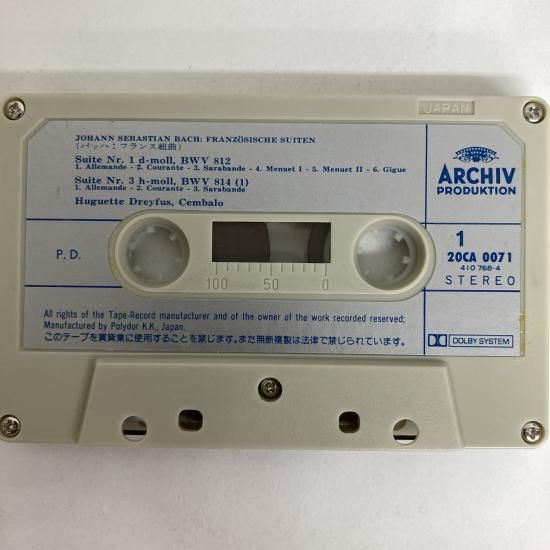 JAPAN
JOHANN SEBASTIAN BACH: FRANZÖSISCHE SUITEN
(バッハ：フランス組曲)
Suite Nr. 1 d-moll, BWV 812
1. Allemande - 2. Courante - 3. Sarabande - 4. Menuet I - 5. Menuet II - 6. Gigue
Suite Nr. 3 h-moll, BWV 814 (1)
1. Allemande - 2. Courante - 3. Sarabande
Huguette Dreyfus, Cembalo
ARCHIV
PRODUKTION
P. D.
1
20CA 0071
410 768-4
STEREO
100 50 0
All rights of the Tape-Record manufacturer and of the owner of the work recorded reserved;
Manufactured by Polydor K.K., Japan.
このテープを賃貸業に使用することを禁じます。また無断複製は法律で禁じられています。
DOLBY SYSTEM